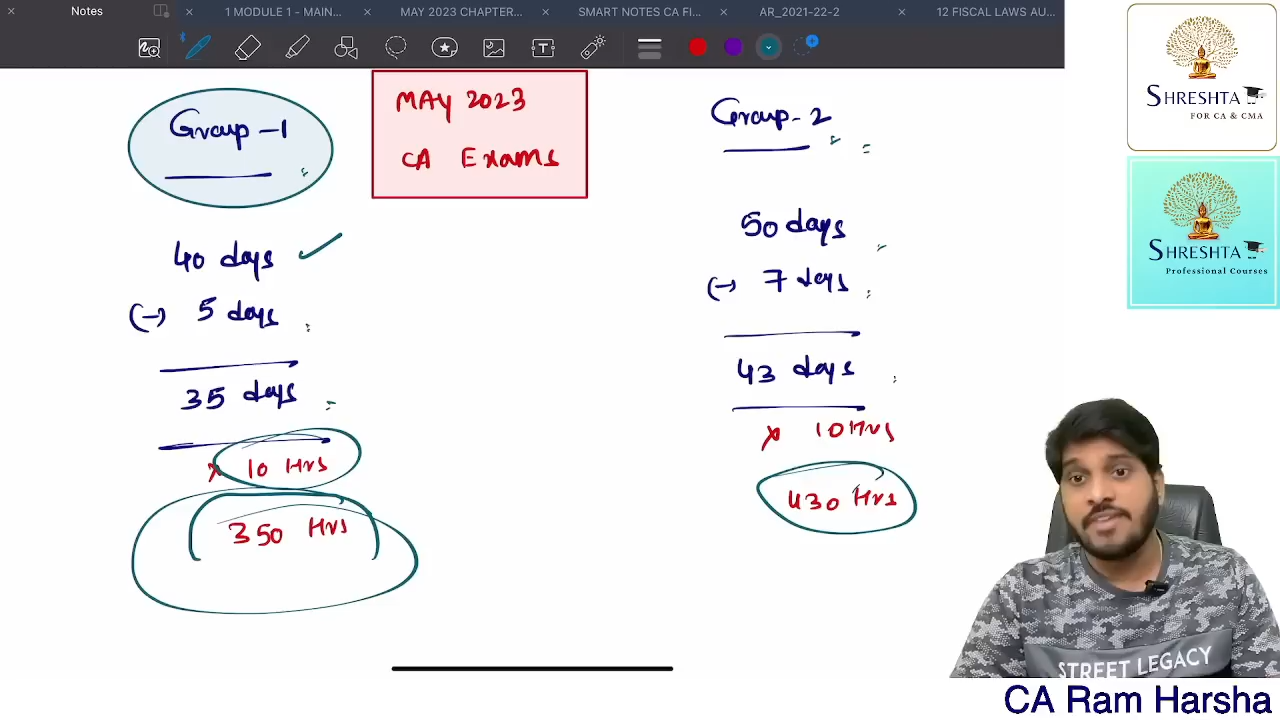 Notes
1 MODULE 1 - MAIN...
MAY 2023 CHAPTER...
SMART NOTES CA FI...
AR_2021-22-2
12 FISCAL LAWS AU...
T
Group -1
MAY 2023
CA Exams
Group - 2
40 days
(-) 5 days
35 days
x 10 Hrs
350 Hrs
50 days
(-) 7 days
43 days
x 10 Hrs
430 Hrs
SHRESHTA
FOR CA & CMA
SHRESHTA
Professional Courses
STREET LEGACY
CA Ram Harsha